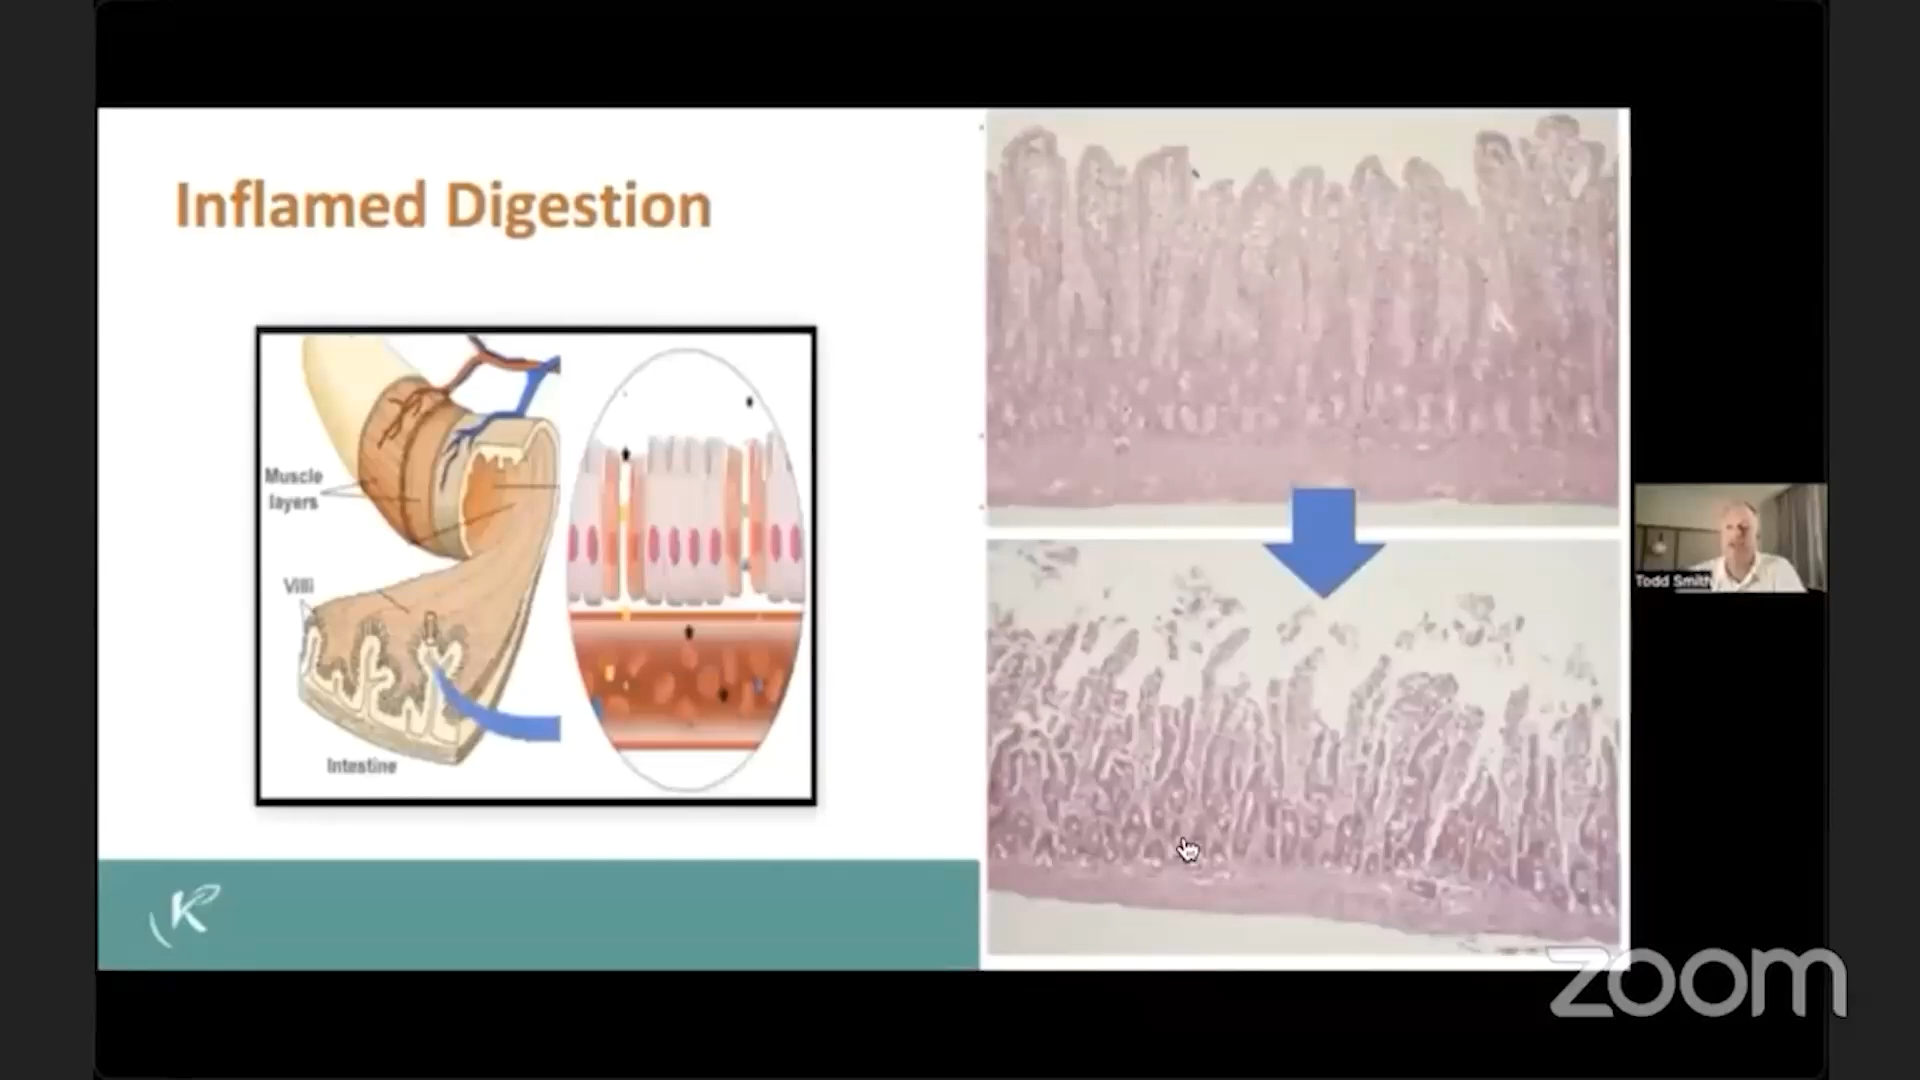 Inflamed Digestion
Muscle
layers
Villi
Intestine
K
Todd Smith
zoom